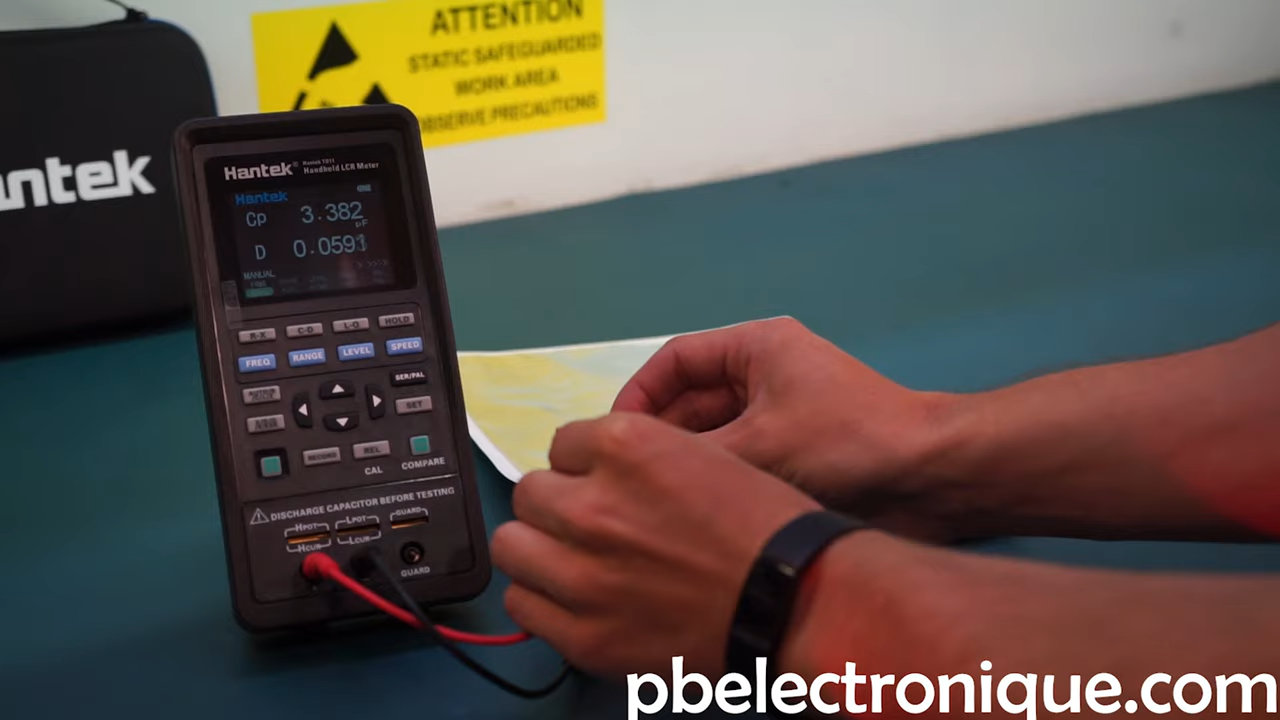 ATTENTION
STATIC SAFEGUARDED
WORK AREA
OBSERVE PRECAUTIONS
ntek
Hantek® Hantek 1833
Handheld LCR Meter
Hantek
Cp 3.382
pF
D 0.0591
MANUAL
R-X C-D L-Q HOLD
FREQ RANGE LEVEL SPEED
SER/PAL
SET
RECORD REL
CAL COMPARE
DISCHARGE CAPACITOR BEFORE TESTING
HPOT LPOT GUARD
HCUR LCUR
GUARD
pbelectronique.com